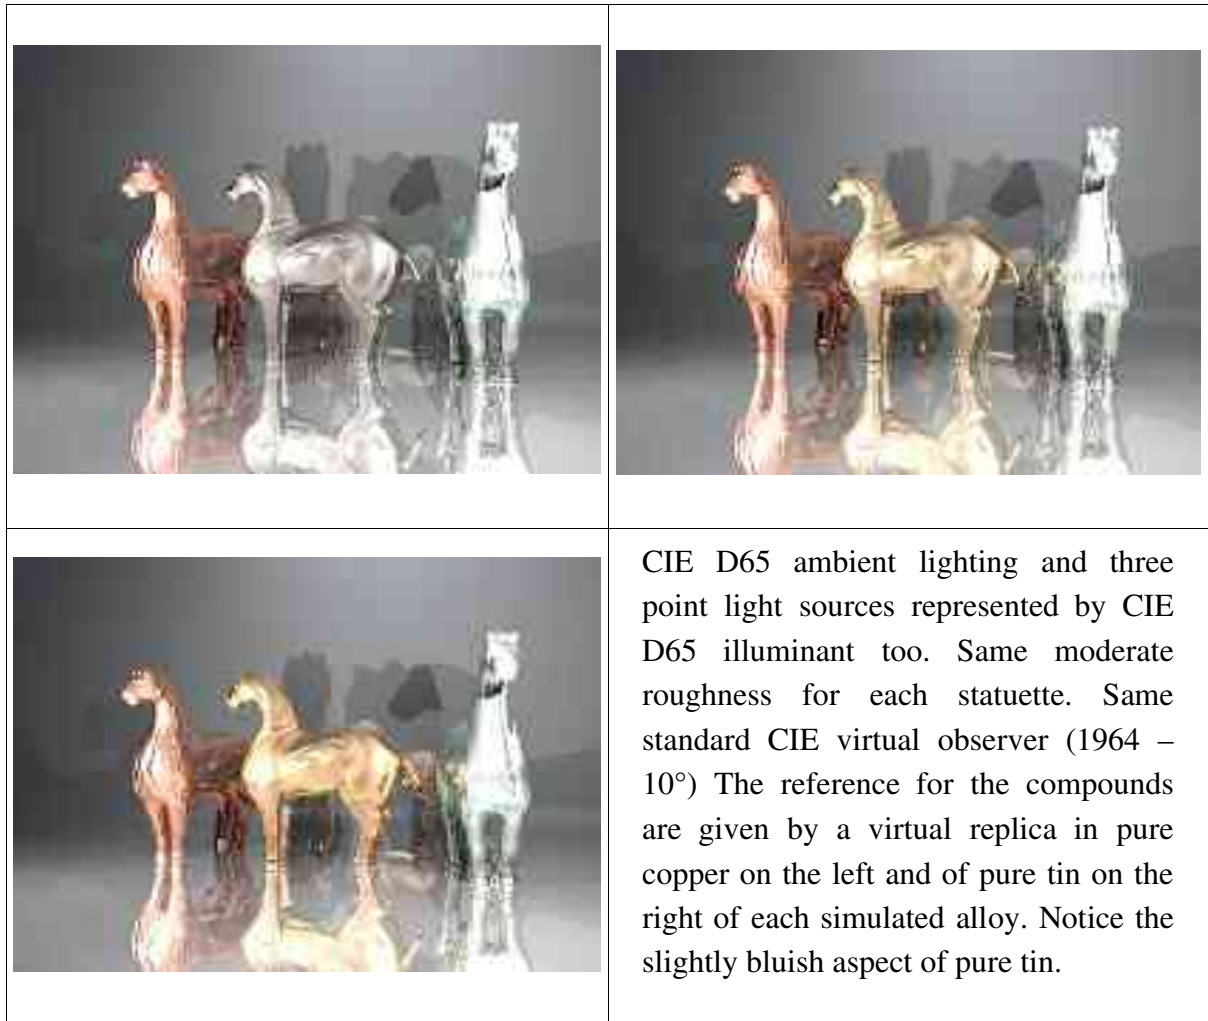 CIE D65 ambient lighting and three
point light sources represented by CIE
D65 illuminant too. Same moderate
roughness for each statuette. Same
standard CIE virtual observer (1964 –
10°) The reference for the compounds
are given by a virtual replica in pure
copper on the left and of pure tin on the
right of each simulated alloy. Notice the
slightly bluish aspect of pure tin.